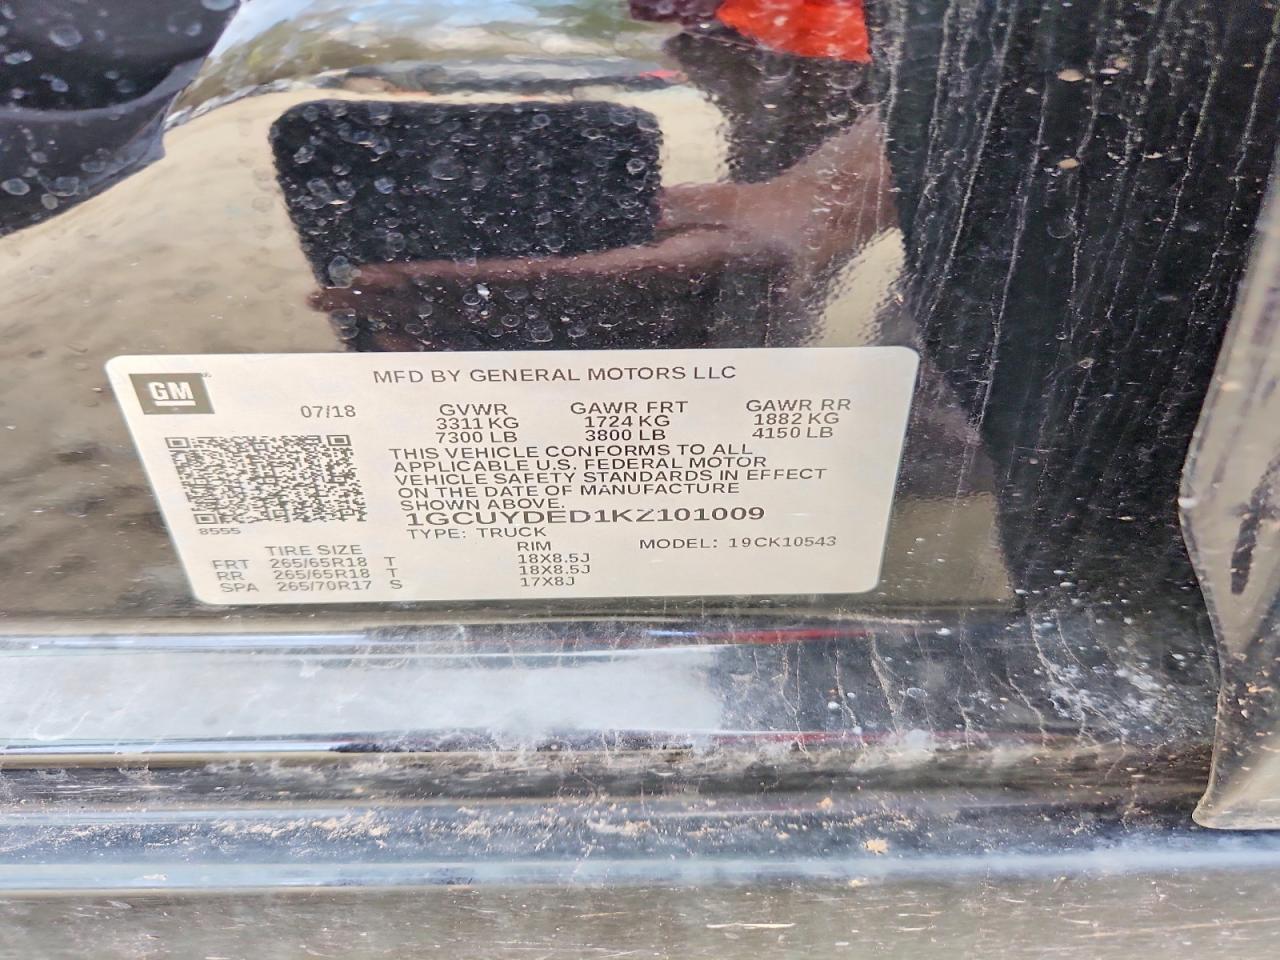 GM
MFD BY GENERAL MOTORS LLC
07/18 GVWR GAWR FRT GAWR RR
3311 KG 1724 KG 1882 KG
7300 LB 3800 LB 4150 LB
THIS VEHICLE CONFORMS TO ALL
APPLICABLE U.S. FEDERAL MOTOR
VEHICLE SAFETY STANDARDS IN EFFECT
ON THE DATE OF MANUFACTURE
SHOWN ABOVE.
8555
1GCUYDED1KZ101009
TYPE: TRUCK
TIRE SIZE RIM MODEL: 19CK10543
FRT 265/65R18 T 18X8.5J
RR 265/65R18 T 18X8.5J
SPA 265/70R17 S 17X8J